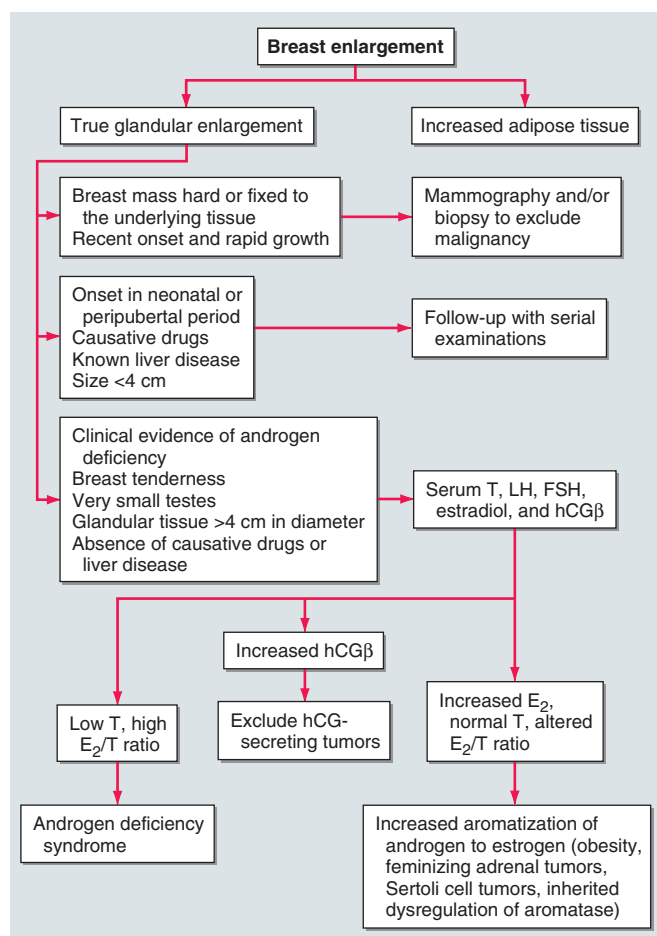 Breast enlargement
True glandular enlargement
Increased adipose tissue
Breast mass hard or fixed to
the underlying tissue
Recent onset and rapid growth
Mammography and/or
biopsy to exclude
malignancy
Onset in neonatal or
peripubertal period
Causative drugs
Known liver disease
Size <4 cm
Follow-up with serial
examinations
Clinical evidence of androgen
deficiency
Breast tenderness
Very small testes
Glandular tissue >4 cm in diameter
Absence of causative drugs or
liver disease
Serum T, LH, FSH,
estradiol, and hCGβ
Low T, high
E₂/T ratio
Increased hCGβ
Increased E₂,
normal T, altered
E₂/T ratio
Androgen deficiency
syndrome
Exclude hCG-
secreting tumors
Increased aromatization of
androgen to estrogen (obesity,
feminizing adrenal tumors,
Sertoli cell tumors, inherited
dysregulation of aromatase)